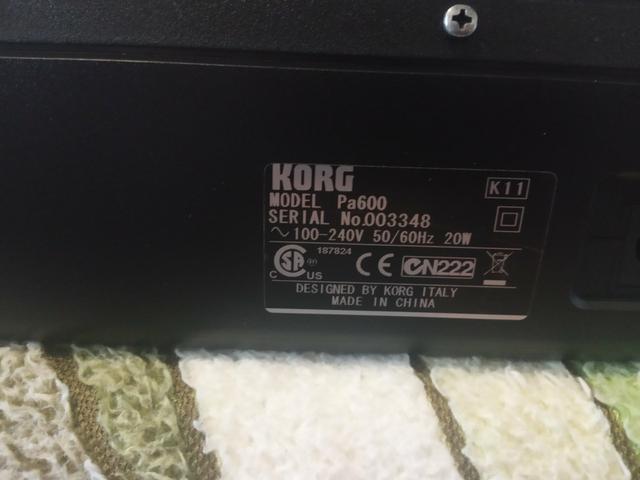 KORG
K11
MODEL Pa600
SERIAL No.003348
~ 100-240V 50/60Hz 20W
187824
C SA US
CE N222
DESIGNED BY KORG ITALY
MADE IN CHINA